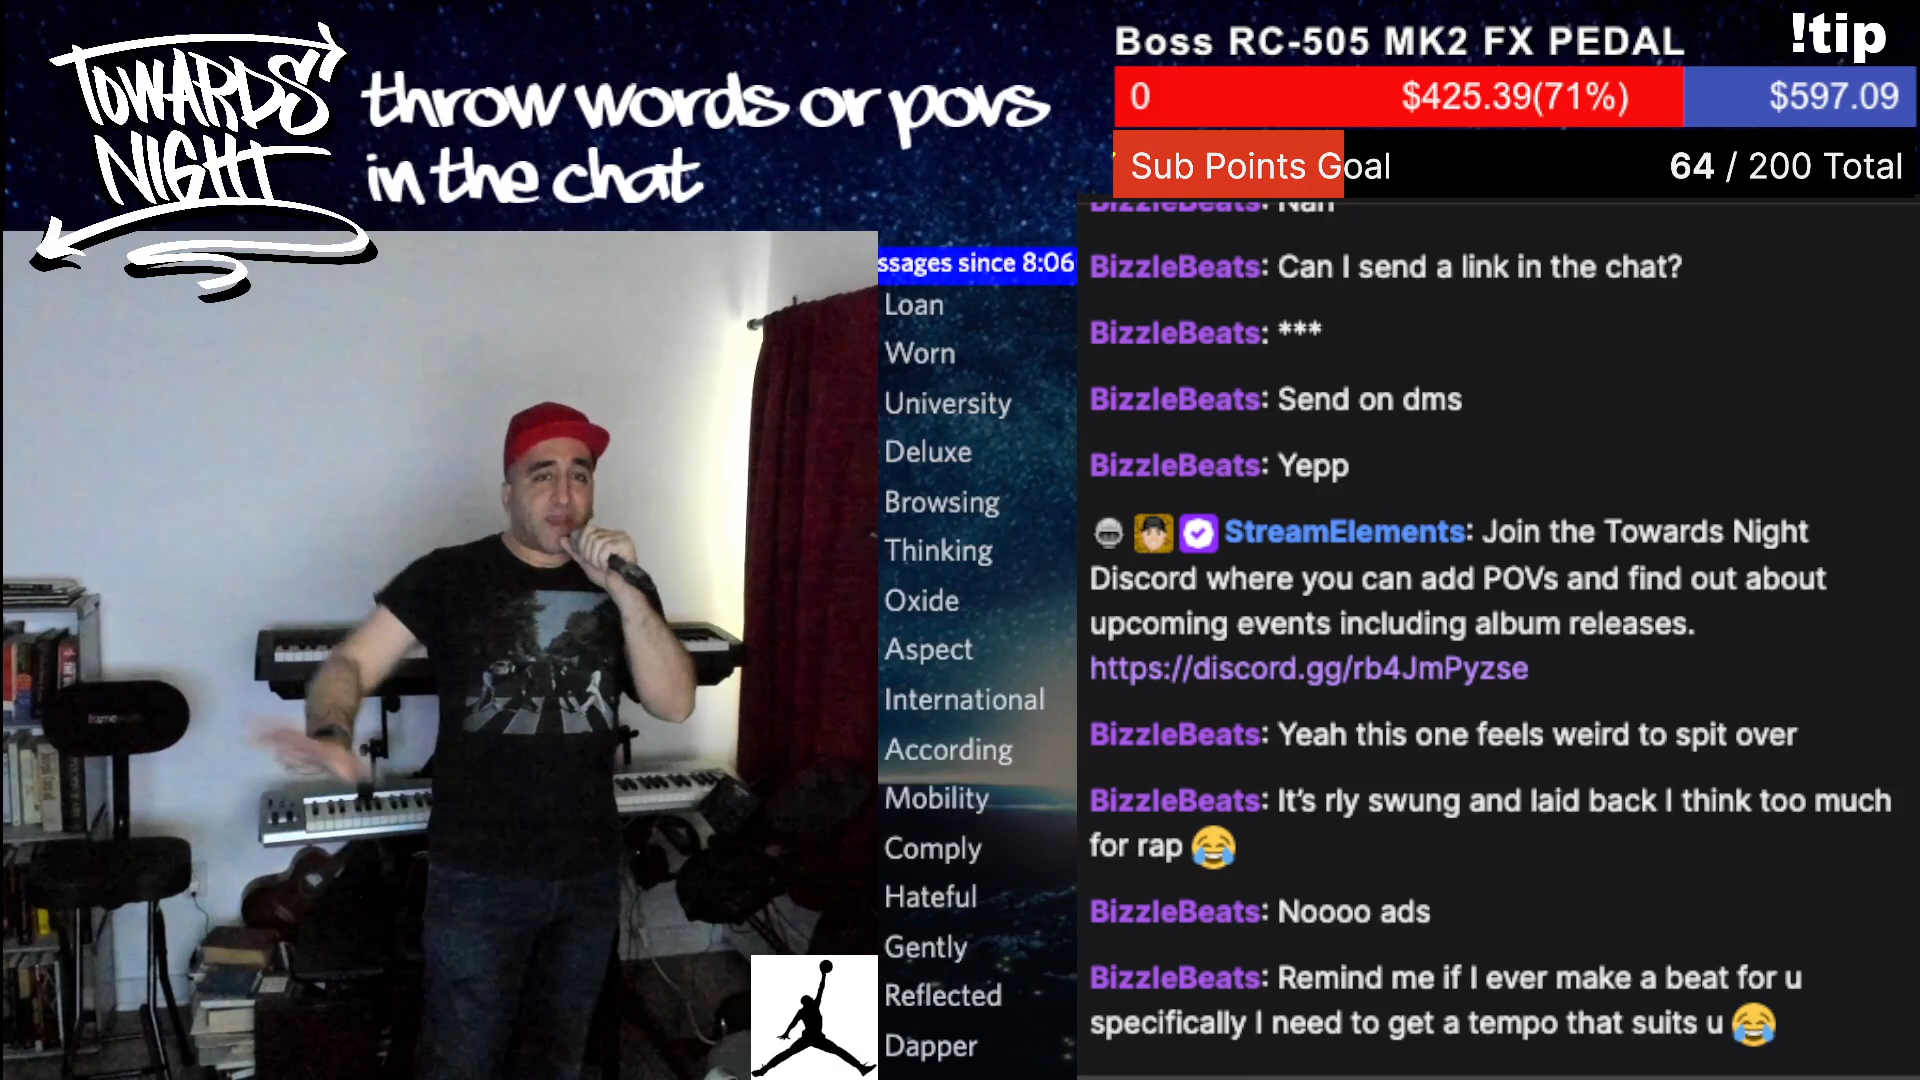 TOWARDS
NIGHT
throw words or povs
in the chat
Boss RC-505 MK2 FX PEDAL
!tip
0 $425.39(71%) $597.09
Sub Points Goal 64 / 200 Total
ssages since 8:06
Loan
Worn
University
Deluxe
Browsing
Thinking
Oxide
Aspect
International
According
Mobility
Comply
Hateful
Gently
Reflected
Dapper
BizzleBeats: Nah
BizzleBeats: Can I send a link in the chat?
BizzleBeats: ***
BizzleBeats: Send on dms
BizzleBeats: Yepp
StreamElements: Join the Towards Night
Discord where you can add POVs and find out about
upcoming events including album releases.
https://discord.gg/rb4JmPyzse
BizzleBeats: Yeah this one feels weird to spit over
BizzleBeats: It's rly swung and laid back I think too much
for rap 😂
BizzleBeats: Noooo ads
BizzleBeats: Remind me if I ever make a beat for u
specifically I need to get a tempo that suits u 😂
frame